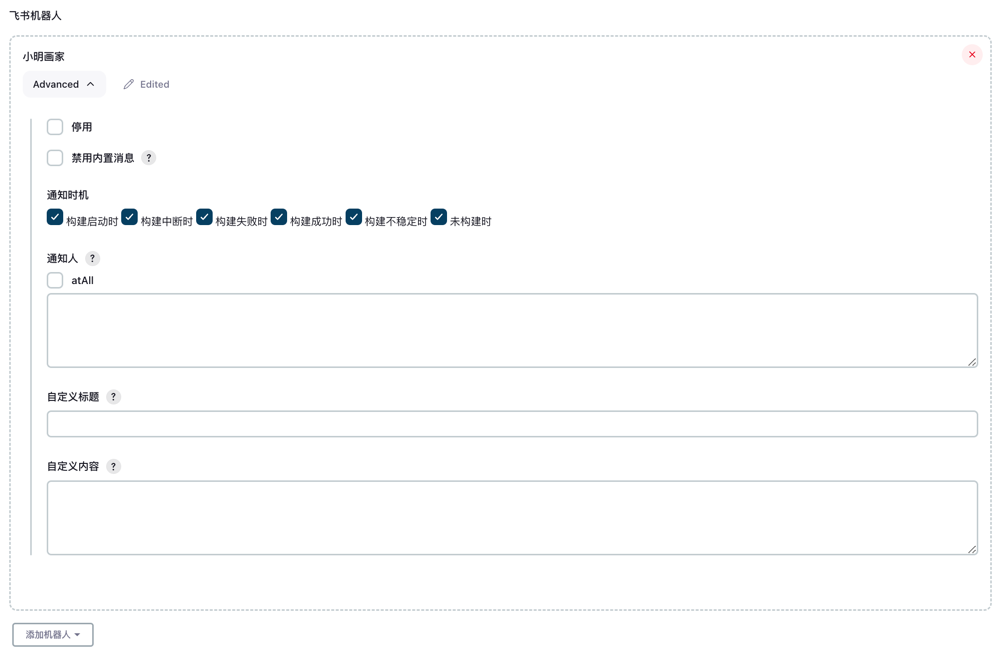 飞书机器人
小明画家
Advanced
Edited
停用
禁用内置消息 ?
通知时机
构建启动时 构建中断时 构建失败时 构建成功时 构建不稳定时 未构建时
通知人 ?
atAll
自定义标题 ?
自定义内容 ?
添加机器人